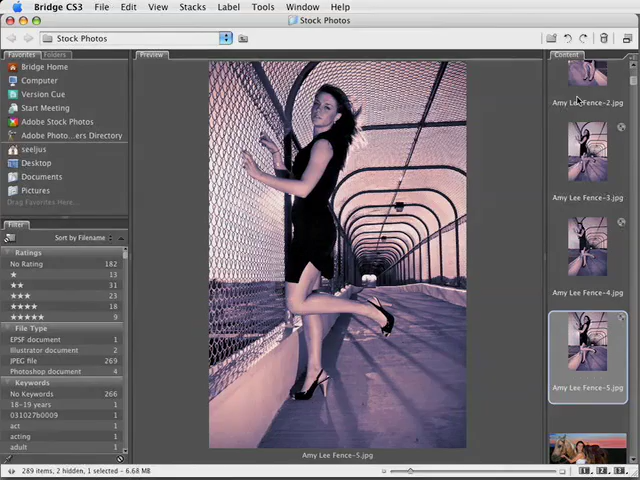 Bridge CS3 File Edit View Stacks Label Tools Window Help
Stock Photos
Stock Photos
Favorites Folders
Preview
Content
Bridge Home
Computer
Version Cue
Start Meeting
Adobe Stock Photos
Adobe Photo...ers Directory
seeljus
Desktop
Documents
Pictures
Drag Favorites Here...
Filter
Sort by Filename
Ratings
No Rating 182
★ 13
★★ 31
★★★ 23
★★★★ 18
★★★★★ 9
File Type
EPSF document 1
Illustrator document 2
JPEG file 269
Photoshop document 4
Keywords
No Keywords 266
18-19 years 1
031027b0009 1
act 1
acting 1
adult 1
Amy Lee Fence-5.jpg
Amy Lee Fence-2.jpg
Amy Lee Fence-3.jpg
Amy Lee Fence-4.jpg
Amy Lee Fence-5.jpg
289 items, 2 hidden, 1 selected - 6.68 MB
1 2 3